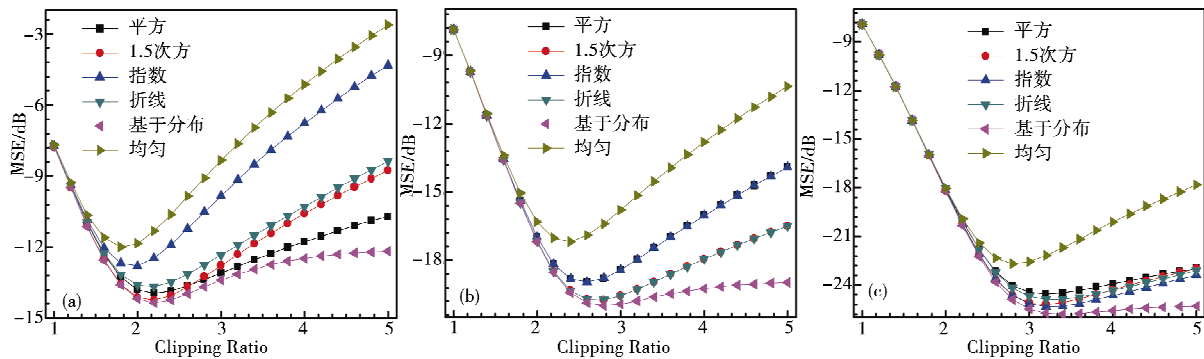 -3
-6
-9
-12
-15
MSE/dB
平方
1.5次方
指数
折线
基于分布
均匀
(a)
1
2
3
4
5
Clipping Ratio
-9
-12
-15
-18
MSE/dB
平方
1.5次方
指数
折线
基于分布
均匀
(b)
1
2
3
4
5
Clipping Ratio
-9
-12
-15
-18
-21
-24
MSE/dB
平方
1.5次方
指数
折线
基于分布
均匀
(c)
1
2
3
4
5
Clipping Ratio